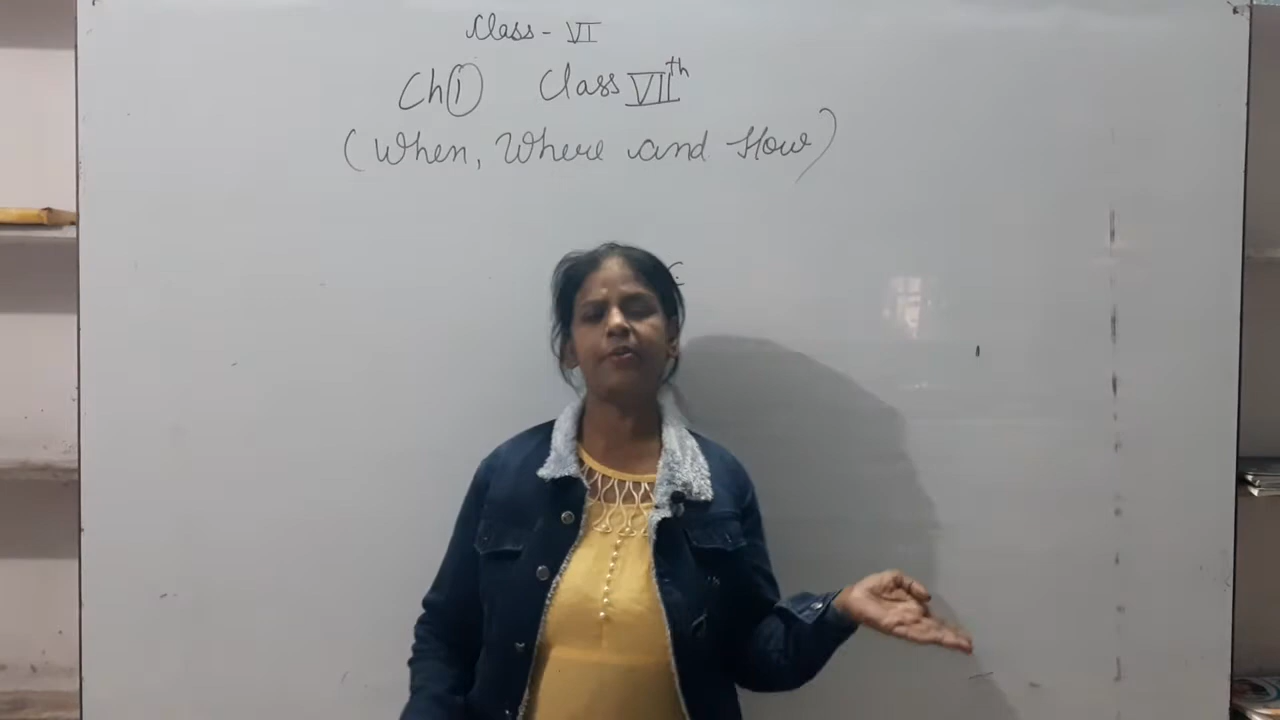 Class - VI
Ch 1 Class VIIth
(When, Where and How)